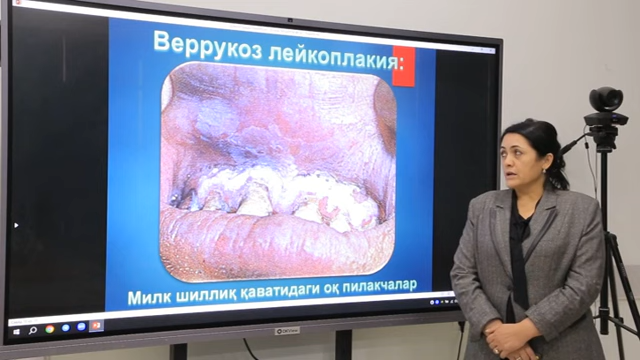 Веррукоз лейкоплакия:
Милк шиллиқ қаватидаги оқ пилакчалар